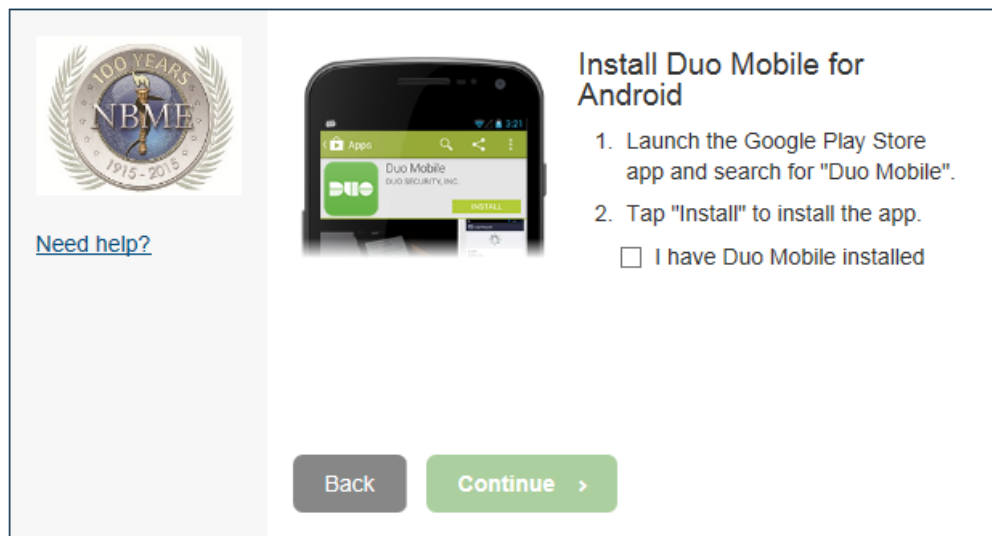 100 YEARS
NBME
1915-2015
Need help?
3:21
Apps
Duo Mobile
DUO SECURITY, INC.
DUO
INSTALL
Install Duo Mobile for
Android
1. Launch the Google Play Store
app and search for "Duo Mobile".
2. Tap "Install" to install the app.
I have Duo Mobile installed
Back
Continue ›